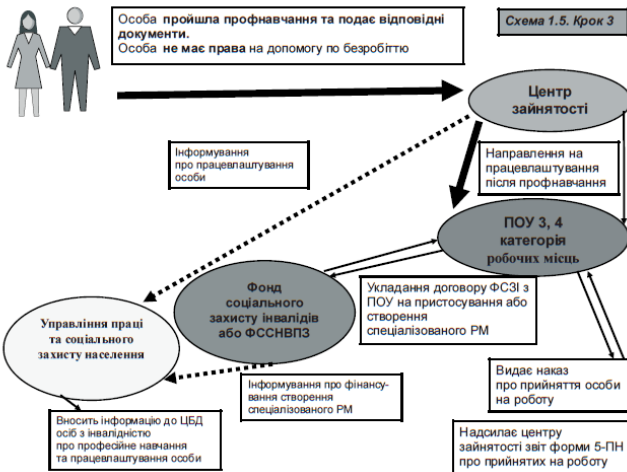 Особа пройшла профнавчання та подає відповідні
документи.
Особа не має права на допомогу по безробіттю
Схема 1.5. Крок 3
Центр
зайнятості
Інформування
про працевлаштування
особи
Направлення на
працевлаштування
після профнавчання
ПОУ 3, 4
категорія
робочих місць
Фонд
соціального
захисту інвалідів
або ФССНВПЗ
Укладання договору ФСЗІ з
ПОУ на пристосування або
створення
спеціалізованого РМ
Управління праці
та соціального
захисту населення
Інформування про фінансу-
вання створення
спеціалізованого РМ
Видає наказ
про прийняття особи
на роботу
Вносить інформацію до ЦБД
осіб з інвалідністю
про професійне навчання
та працевлаштування особи
Надсилає центру
зайнятості звіт форми 5-ПН
про прийнятих на роботу